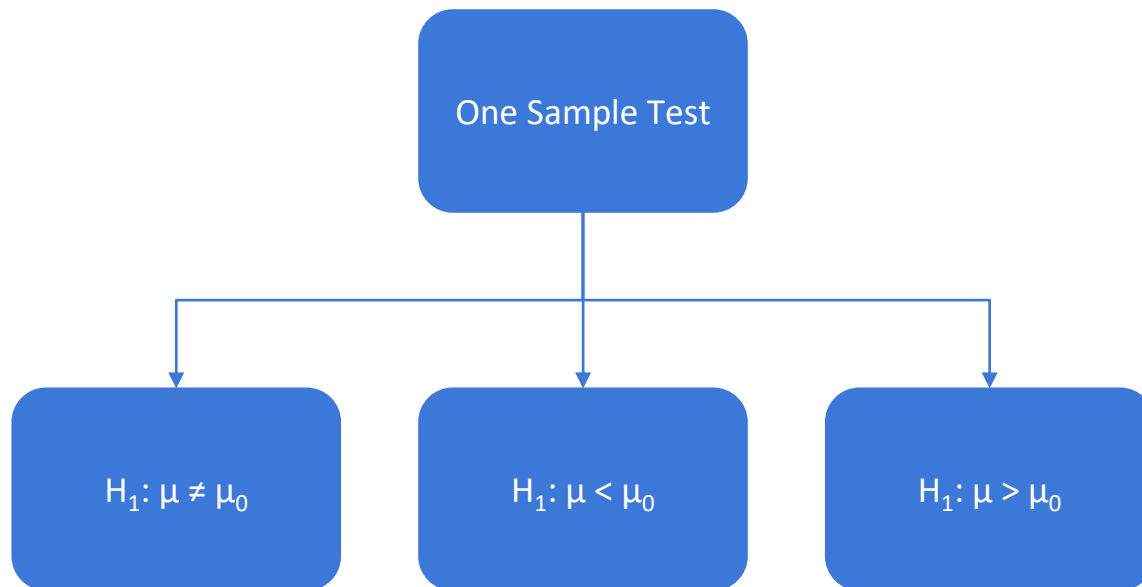 One Sample Test
H₁: μ ≠ μ₀
H₁: μ < μ₀
H₁: μ > μ₀